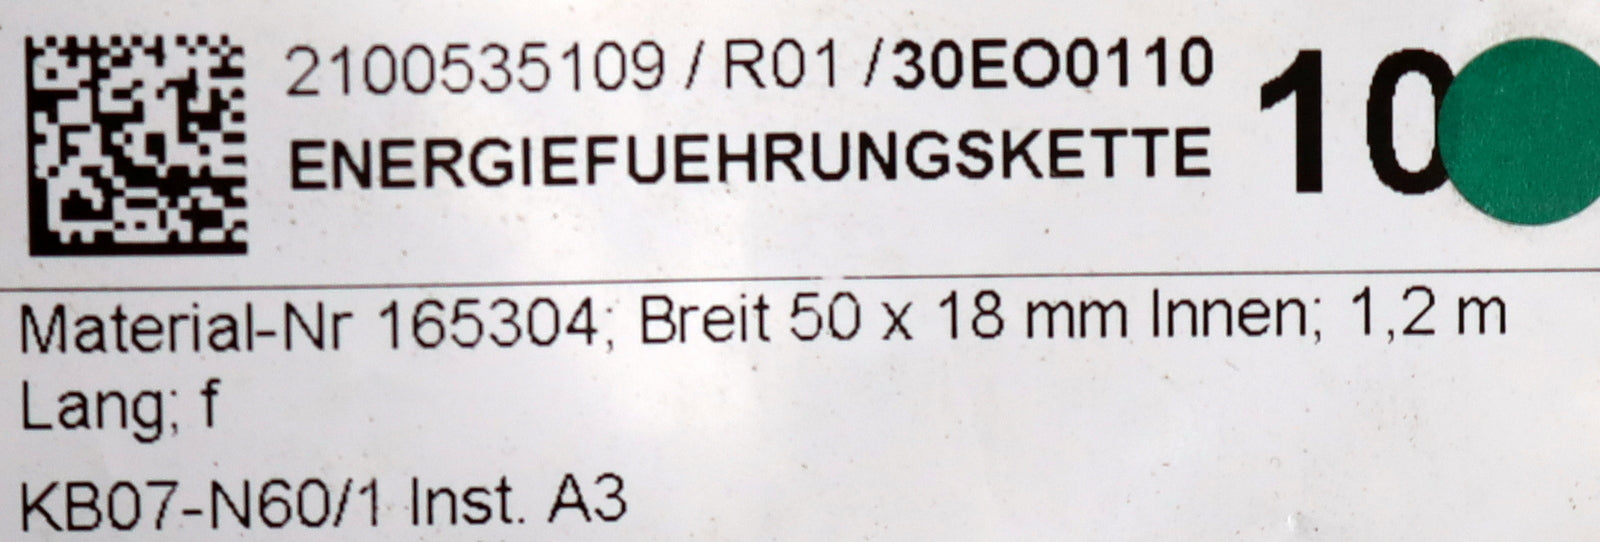 2100535109 / R01 /30EO0110
ENERGIEFUEHRUNGSKETTE
10
Material-Nr 165304; Breit 50 x 18 mm Innen; 1,2 m
Lang; f
KB07-N60/1 Inst. A3